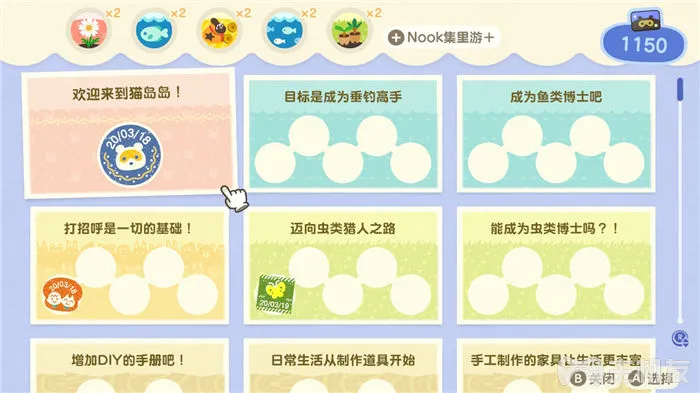 ×2 ×2 ×2 ×2 ×2
+ Nook集里游+
1150
欢迎来到猫岛岛！
20/03/18
目标是成为垂钓高手
成为鱼类博士吧
打招呼是一切的基础！
20/03/18
迈向虫类猎人之路
20/03/19
能成为虫类博士吗？！
增加DIY的手册吧！
日常生活从制作道具开始
手工制作的家具让生活更丰富
R
B 关闭 A 选择